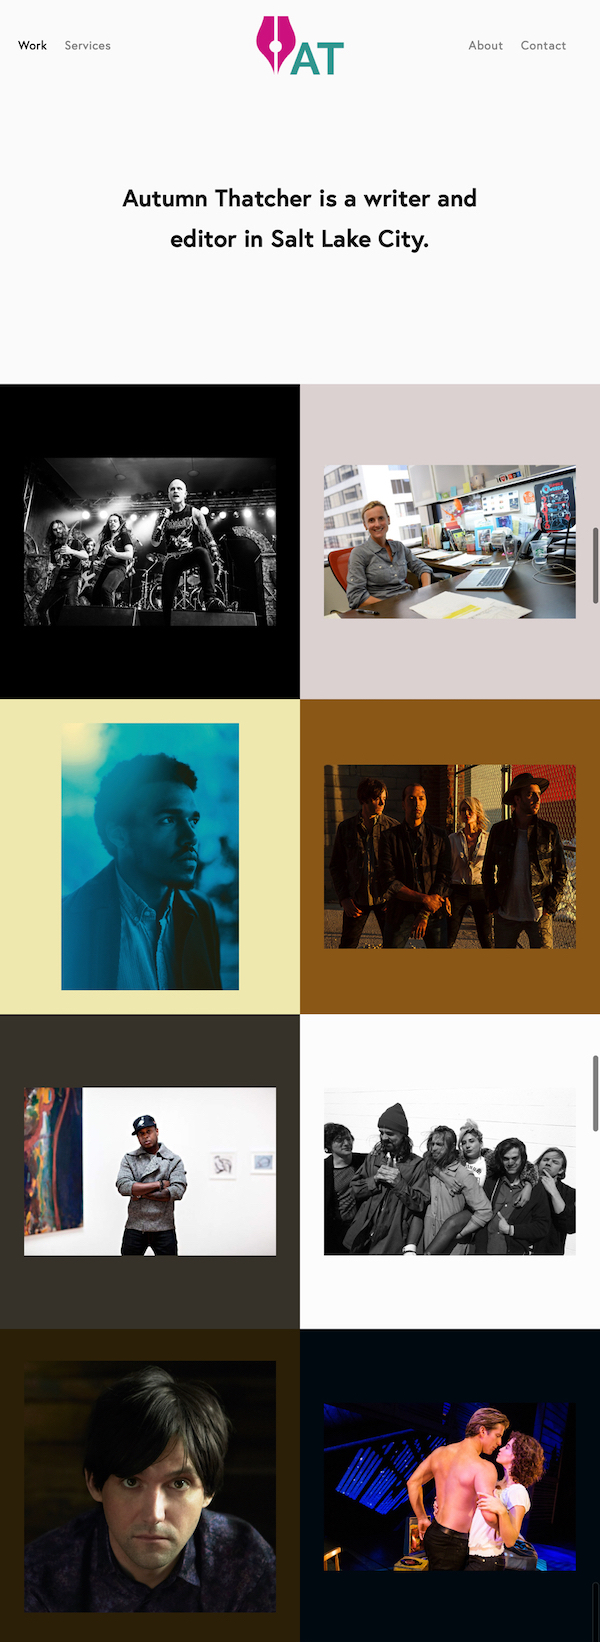 Work
Services
AT
About
Contact
Autumn Thatcher is a writer and
editor in Salt Lake City.